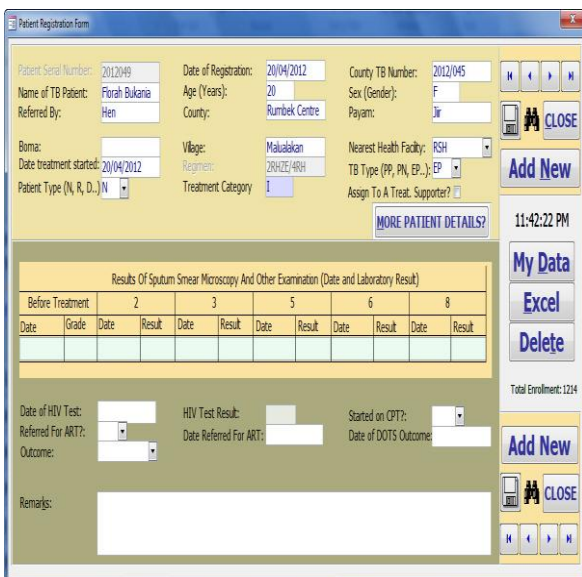 Patient Registration Form
X
Patient Serial Number: 2012049 Date of Registration: 20/04/2012 County TB Number: 2012/045
Name of TB Patient: Florah Bukania Age (Years): 20 Sex (Gender): F
Referred By: Hen County: Rumbek Centre Payam: Jir
CLOSE
Boma: Village: Malualakan Nearest Health Facility: RSH
Date treatment started: 20/04/2012 Regimen: 2RHZE/4RH TB Type (PP, PN, EP..): EP
Patient Type (N, R, D..) N Treatment Category I Assign To A Treat. Supporter?
Add New
MORE PATIENT DETAILS?
11:42:22 PM
My Data
Excel
Delete
Total Enrollment: 1214
Results Of Sputum Smear Microscopy And Other Examination (Date and Laboratory Result)
Before Treatment 2 3 5 6 8
Date Grade Date Result Date Result Date Result Date Result Date Result
Date of HIV Test: HIV Test Result: Started on CPT?:
Referred For ART?: Date Referred For ART: Date of DOTS Outcome:
Outcome:
Add New
CLOSE
Remarks: